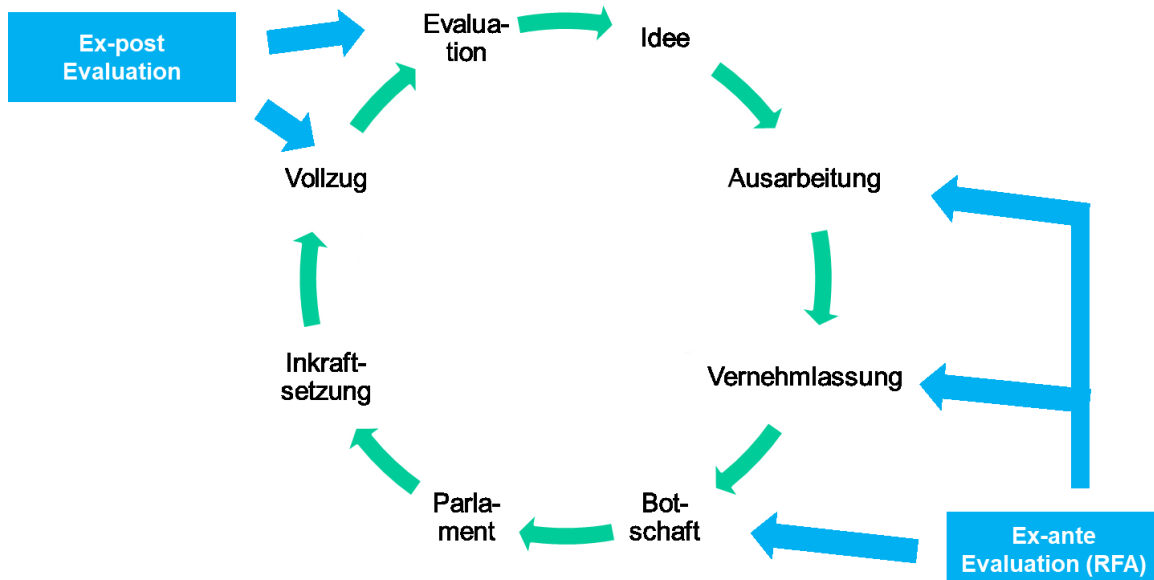 Ex-post
Evaluation
Evalua-
tion
Idee
Vollzug
Ausarbeitung
Inkraft-
setzung
Vernehmlassung
Parla-
ment
Bot-
schaft
Ex-ante
Evaluation (RFA)